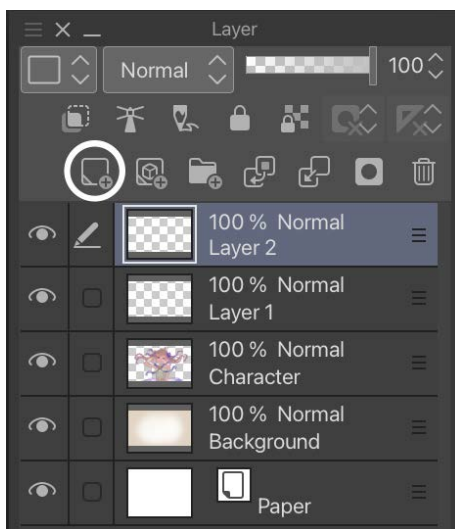 Layer
Normal 100
100 % Normal
Layer 2
100 % Normal
Layer 1
100 % Normal
Character
100 % Normal
Background
Paper